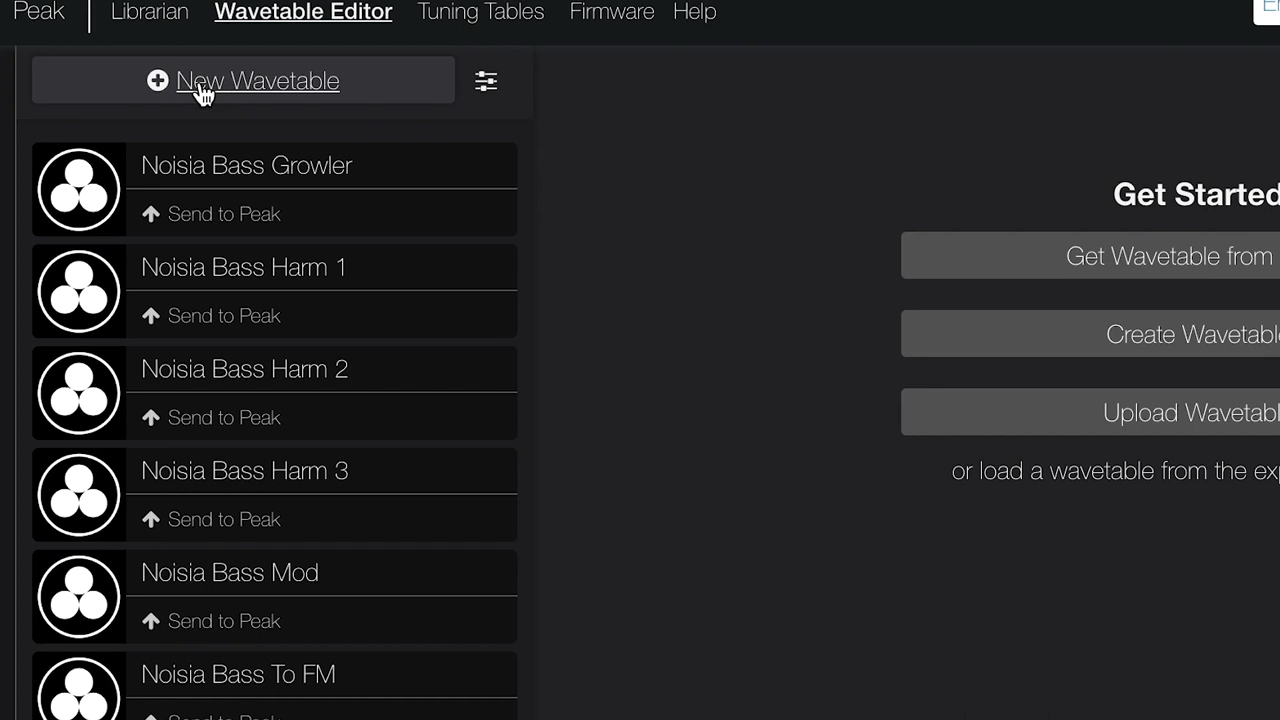 Peak Librarian Wavetable Editor Tuning Tables Firmware Help
New Wavetable
Noisia Bass Growler
Send to Peak
Noisia Bass Harm 1
Send to Peak
Noisia Bass Harm 2
Send to Peak
Noisia Bass Harm 3
Send to Peak
Noisia Bass Mod
Send to Peak
Noisia Bass To FM
Get Started
Get Wavetable from
Create
Upload
or load a wavetable from the